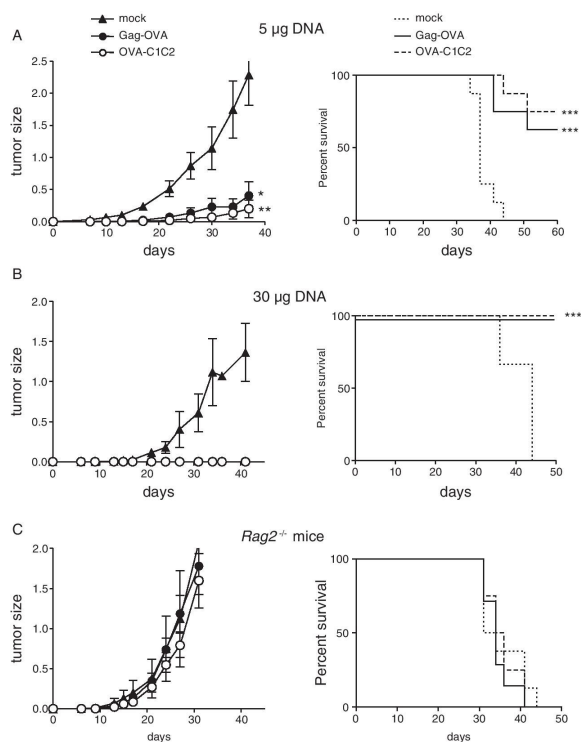 mock
Gag-OVA
OVA-C1C2
mock
Gag-OVA
OVA-C1C2
A
5 µg DNA
tumor size
2.5
2.0
1.5
1.0
0.5
0.0
*
**
0 10 20 30 40
days
Percent survival
100
50
0
***
***
0 10 20 30 40 50 60
days
B
30 µg DNA
tumor size
2.0
1.5
1.0
0.5
0.0
0 10 20 30 40
days
Percent survival
100
50
0
***
0 10 20 30 40 50
days
C
Rag2-/- mice
tumor size
2.0
1.5
1.0
0.5
0.0
0 10 20 30 40
days
Percent survival
100
50
0
0 10 20 30 40 50
days